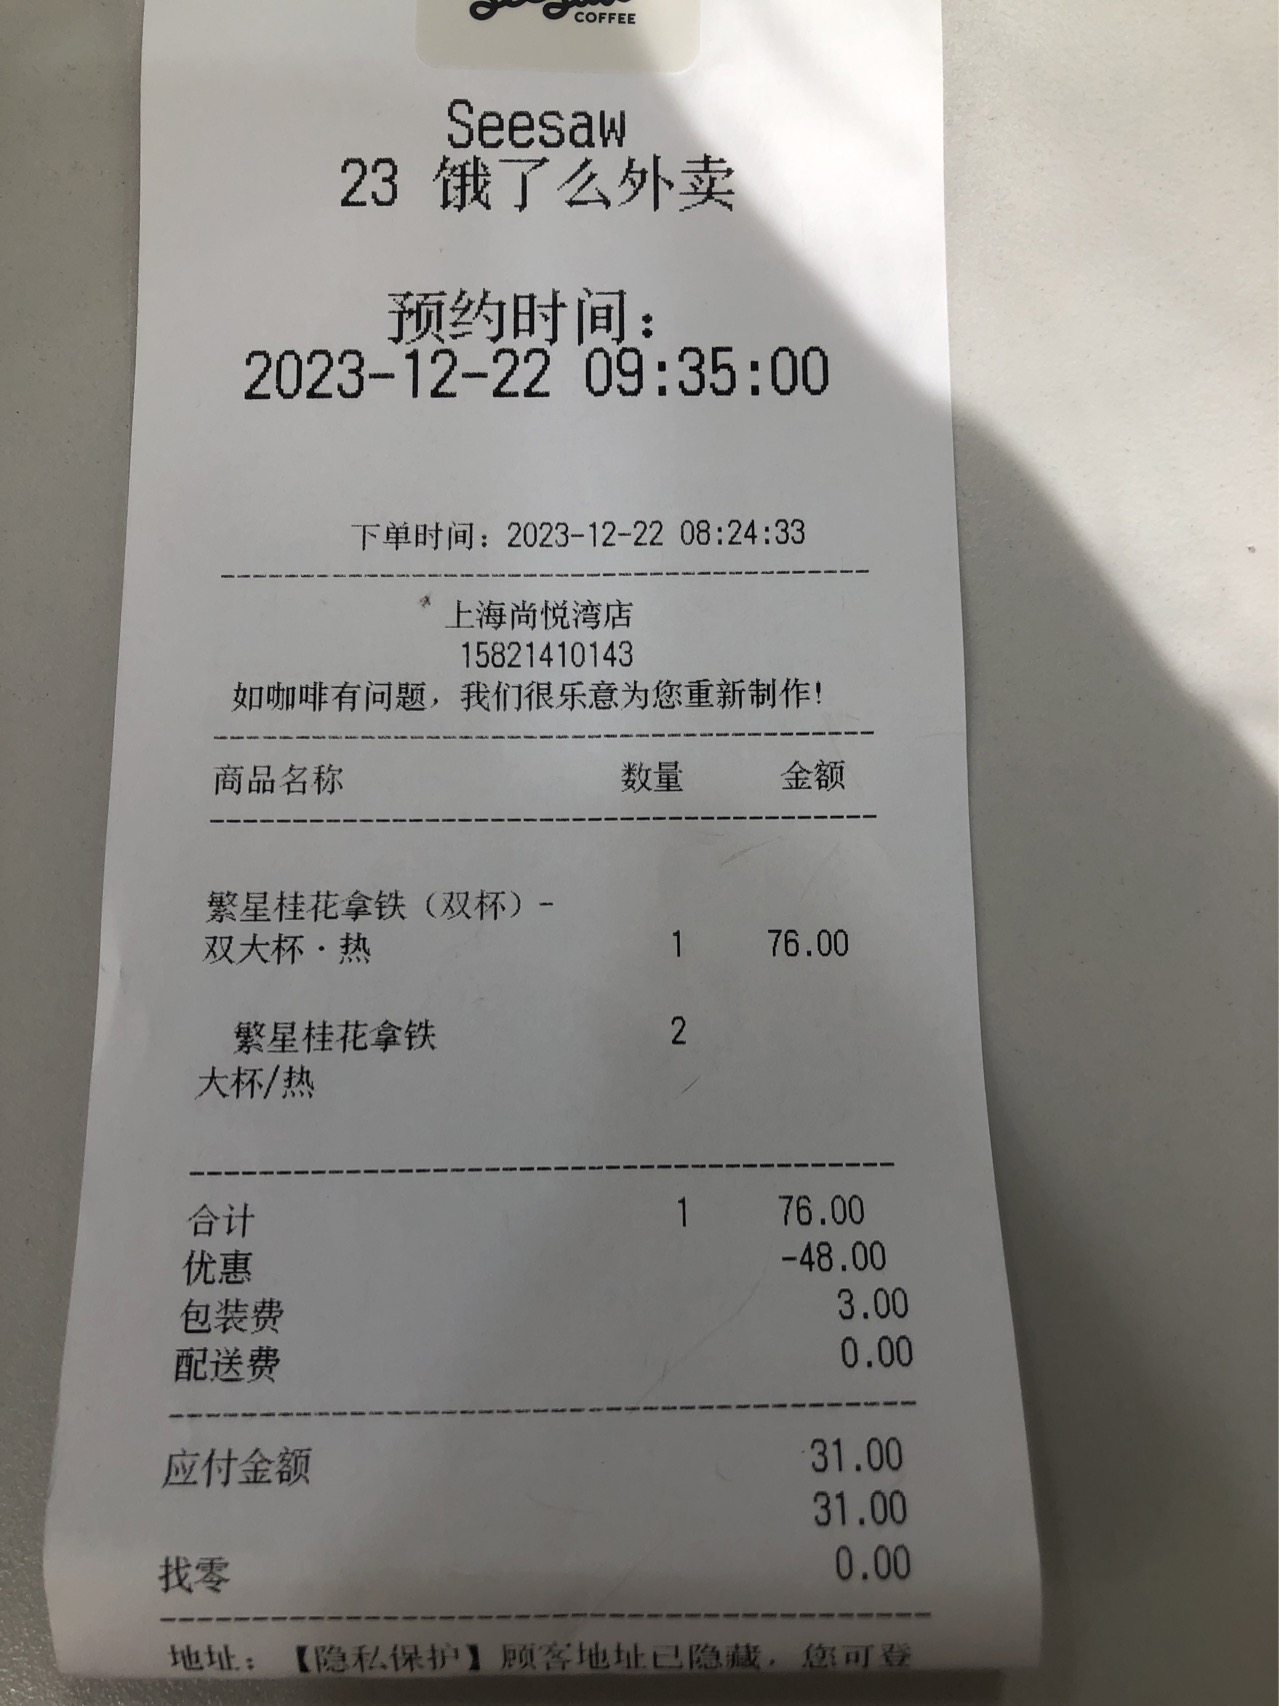 COFFEE
Seesaw
23 饿了么外卖
预约时间：
2023-12-22 09:35:00
下单时间：2023-12-22 08:24:33
上海尚悦湾店
15821410143
如咖啡有问题，我们很乐意为您重新制作！
商品名称 数量 金额
繁星桂花拿铁（双杯）-
双大杯·热 1 76.00
繁星桂花拿铁 2
大杯/热
合计 1 76.00
优惠 -48.00
包装费 3.00
配送费 0.00
应付金额 31.00
31.00
找零 0.00
地址：【隐私保护】顾客地址已隐藏，您可登